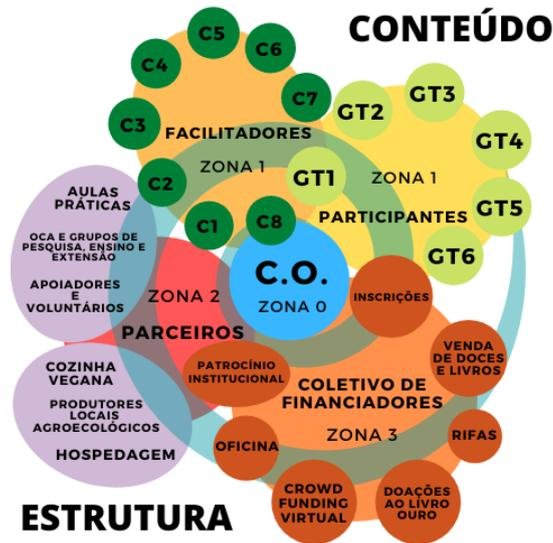 CONTEÚDO
C5
C6
C4
C7
C3
FACILITADORES
ZONA 1
C2
C1
C8
GT3
GT2
GT4
GT1
ZONA 1
GT5
PARTICIPANTES
GT6
C.O.
ZONA 0
AULAS
PRÁTICAS
OCA E GRUPOS DE
PESQUISA, ENSINO E
EXTENSÃO
APOIADORES
E
VOLUNTÁRIOS
ZONA 2
PARCEIROS
COZINHA
VEGANA
PRODUTORES
LOCAIS
AGROECOLÓGICOS
HOSPEDAGEM
INSCRIÇÕES
PATROCÍNIO
INSTITUCIONAL
COLETIVO DE
FINANCIADORES
ZONA 3
VENDA
DE DOCES
E LIVROS
RIFAS
OFICINA
CROWD
FUNDING
VIRTUAL
DOAÇÕES
AO LIVRO
OURO
ESTRUTURA